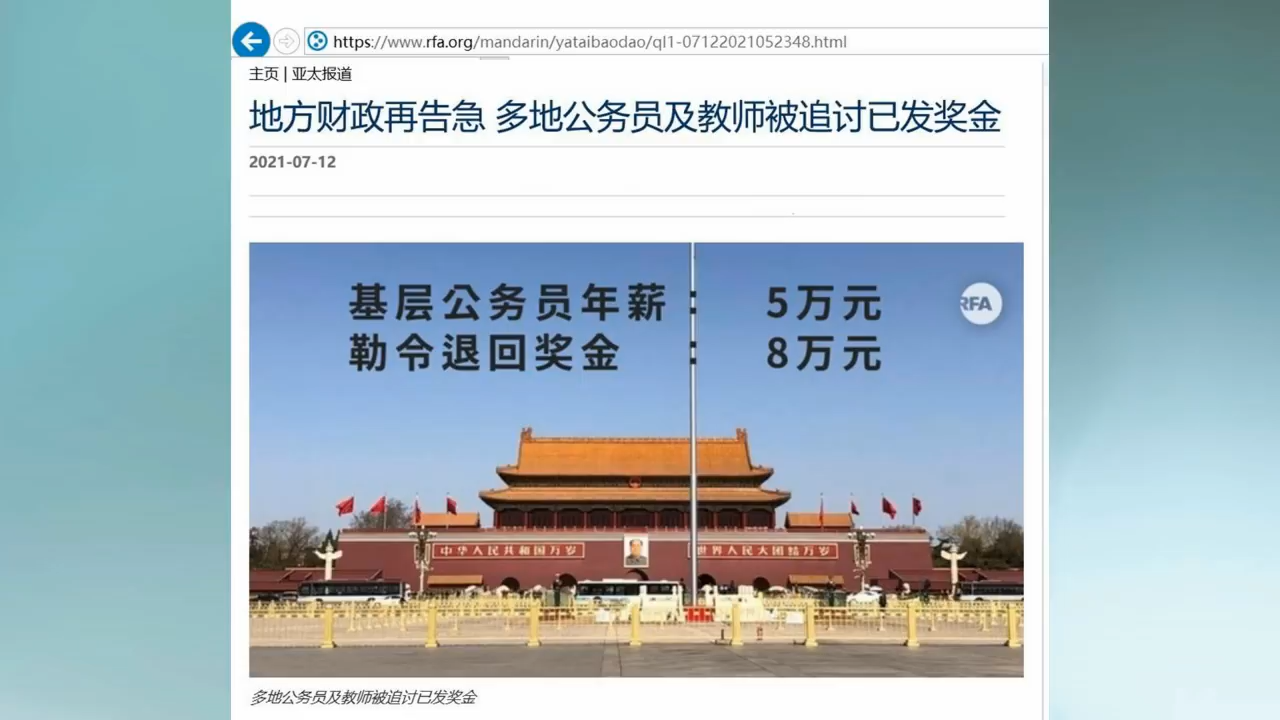 https://www.rfa.org/mandarin/yataibaodao/ql1-07122021052348.html
主页 | 亚太报道
地方财政再告急 多地公务员及教师被追讨已发奖金
2021-07-12
基层公务员年薪： 5万元
RFA
勒令退回奖金 ： 8万元
中华人民共和国万岁 世界人民大团结万岁
多地公务员及教师被追讨已发奖金